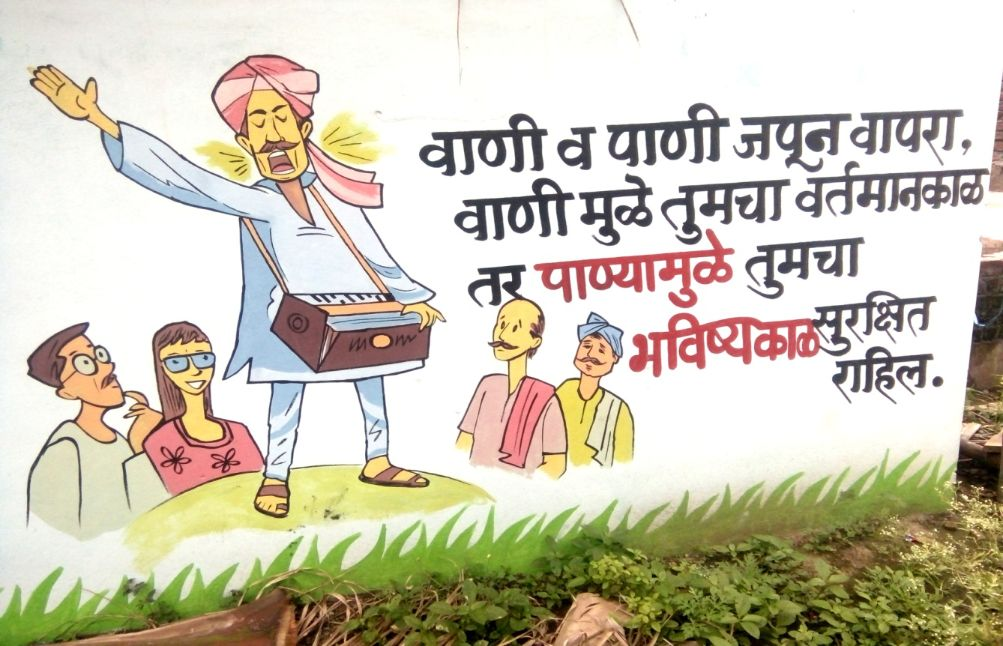 वाणी व पाणी जपून वापरा,
वाणी मुळे तुमचा वर्तमानकाळ
तर पाण्यामुळे तुमचा
भविष्यकाळ सुरक्षित
राहिल.